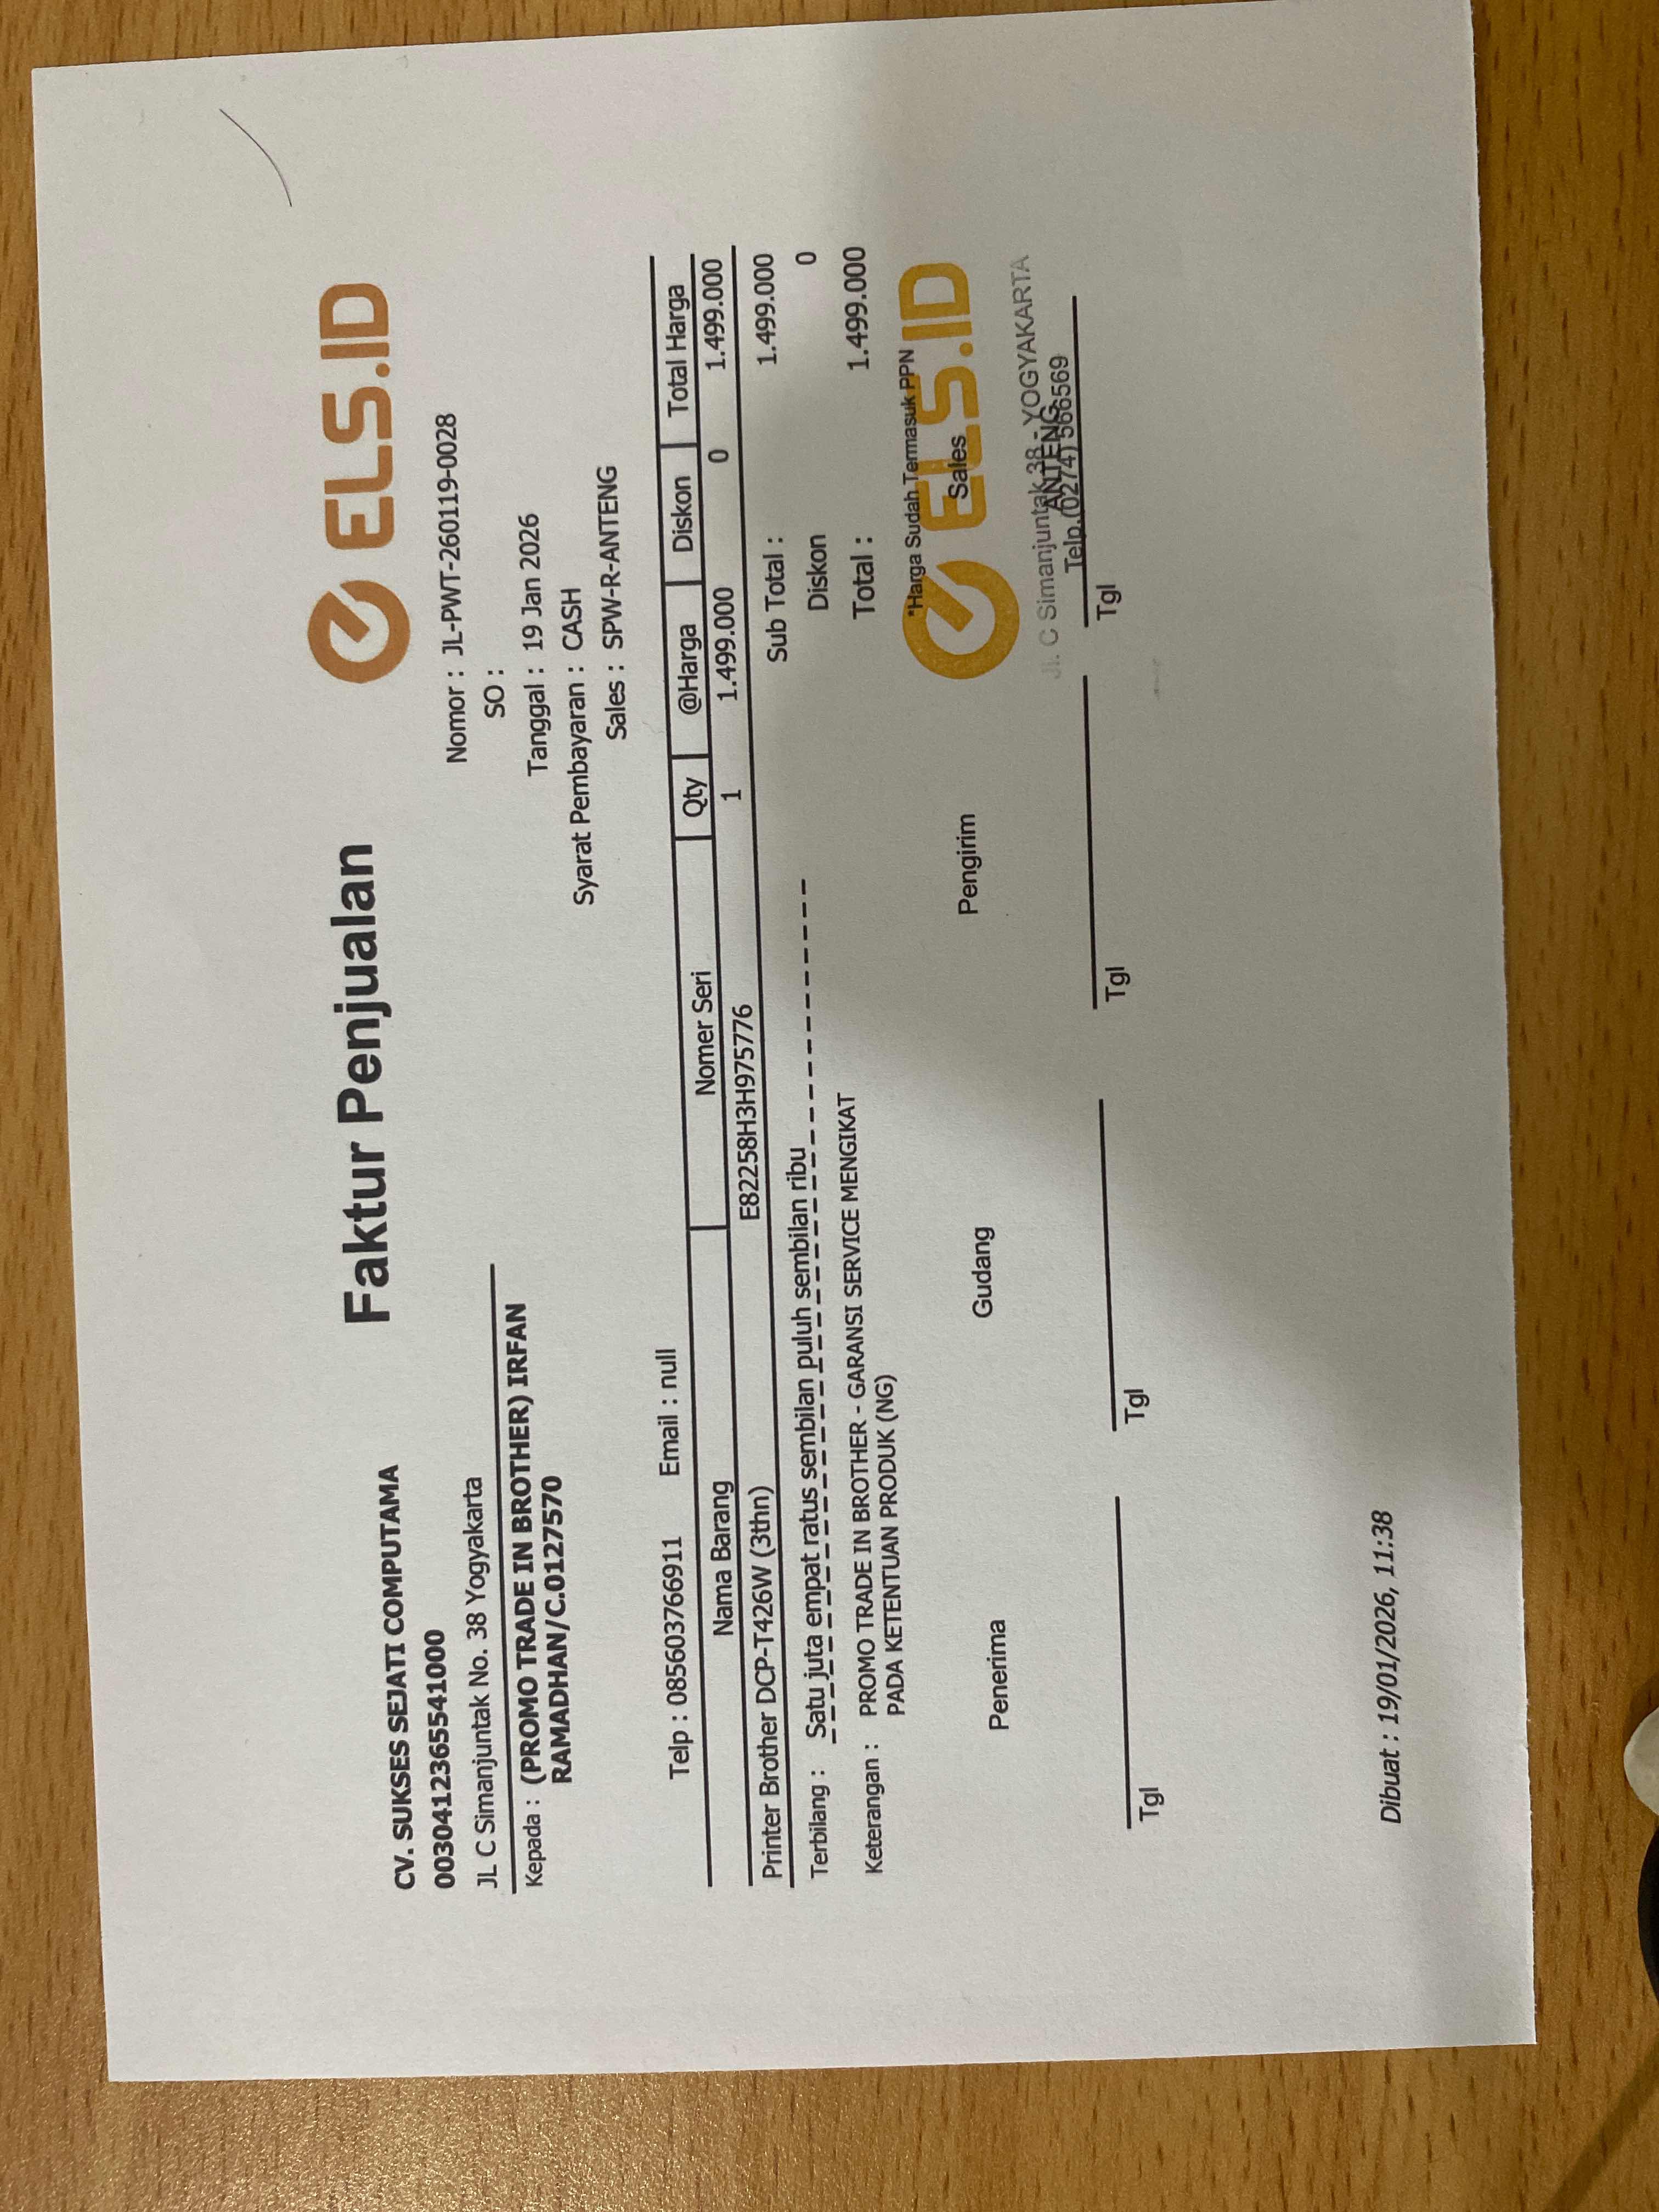 CV. SUKSES SEJATI COMPUTAMA
0030412365541000
JL C Simanjuntak No. 38 Yogyakarta
Faktur Penjualan
ELS.ID
Kepada : (PROMO TRADE IN BROTHER) IRFAN
RAMADHAN/C.0127570
Telp : 085603766911 Email : null
Nomor : JL-PWT-260119-0028
SO :
Tanggal : 19 Jan 2026
Syarat Pembayaran : CASH
Sales : SPW-R-ANTENG
Nama Barang Nomer Seri Qty @Harga Diskon Total Harga
Printer Brother DCP-T426W (3thn) E82258H3H975776 1 1.499.000 0 1.499.000
Terbilang : Satu juta empat ratus sembilan puluh sembilan ribu
Sub Total : 1.499.000
Diskon 0
Total : 1.499.000
Keterangan : PROMO TRADE IN BROTHER - GARANSI SERVICE MENGIKAT
PADA KETENTUAN PRODUK (NG)
*Harga Sudah Termasuk PPN
Penerima Gudang Pengirim Sales
ELS.ID
Jl. C Simanjuntak 38 - YOGYAKARTA
ANTENG
Telp.(0274) 566569
Tgl Tgl Tgl Tgl
Dibuat : 19/01/2026, 11:38